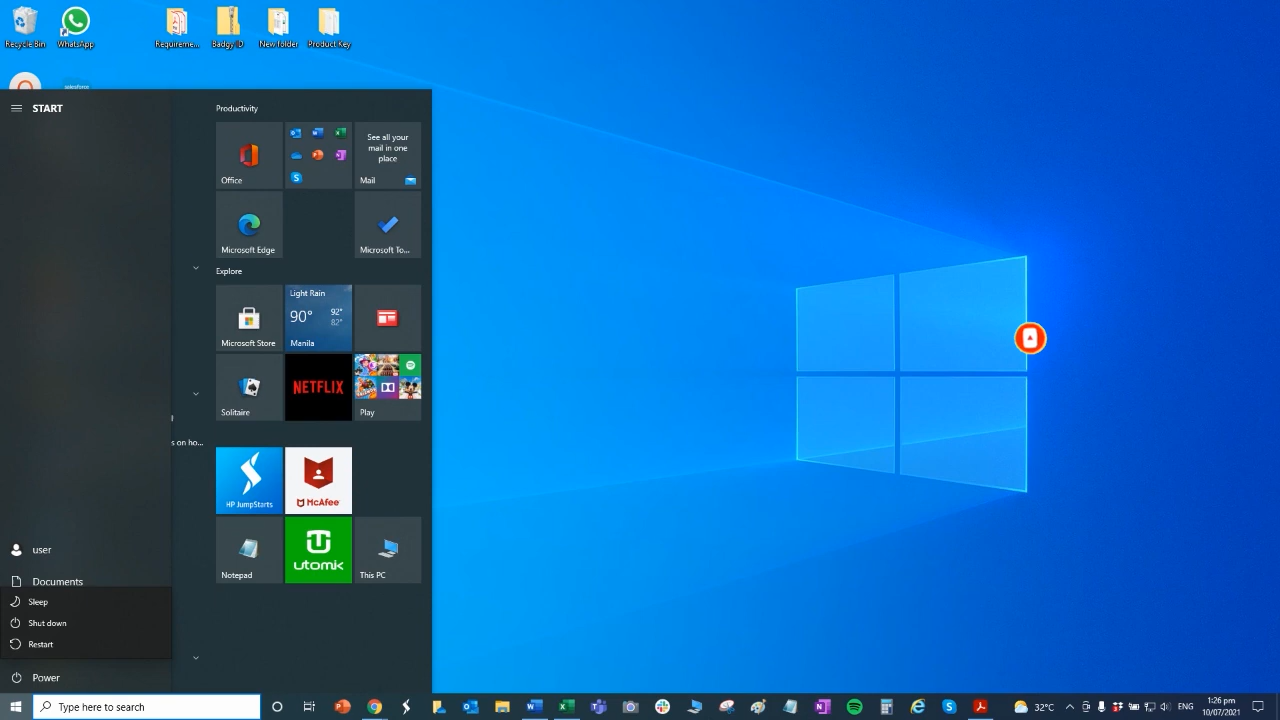 Recycle Bin
WhatsApp
Requireme...
Badgy ID
New folder
Product Key
salesforce
START
Productivity
Office
See all your
mail in one
place
Mail
Microsoft Edge
Microsoft To...
Explore
Microsoft Store
Light Rain
90°
92°
82°
Manila
Solitaire
NETFLIX
Play
s on ho...
HP JumpStarts
McAfee
Notepad
utomik
This PC
user
Documents
Sleep
Shut down
Restart
Power
Type here to search
32°C
ENG
1:26 pm
10/07/2021